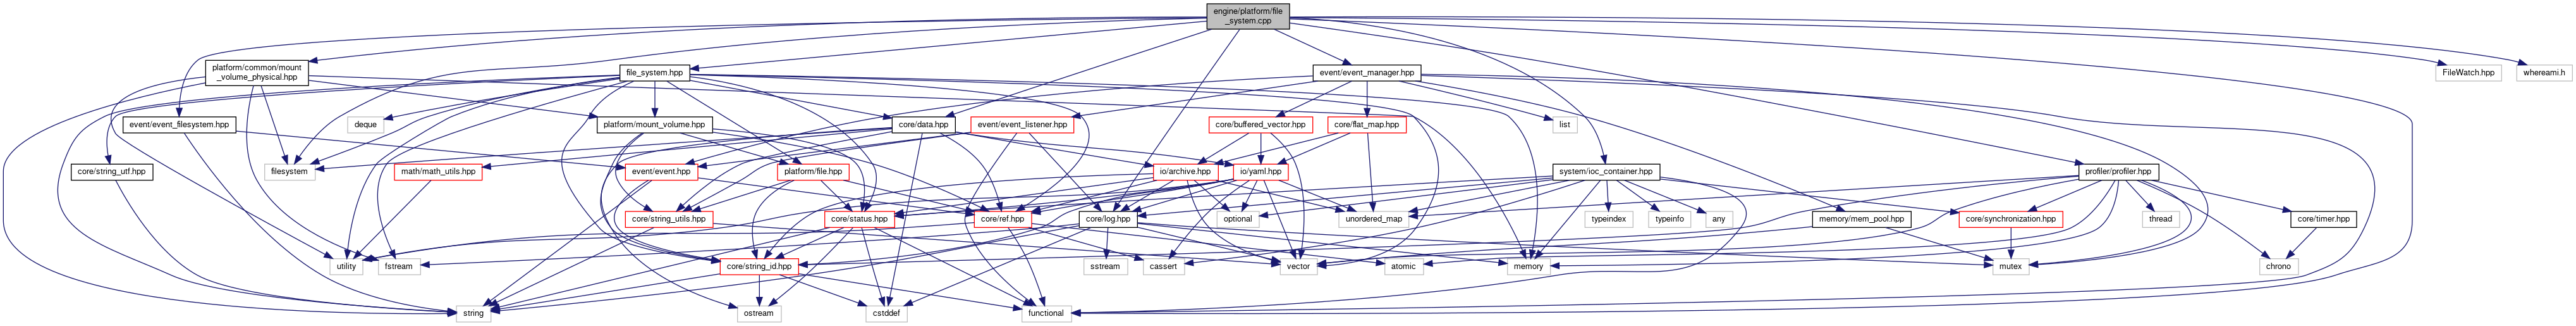 engine/platform/file
_system.cpp
platform/common/mount
_volume_physical.hpp
file_system.hpp
event/event_manager.hpp
FileWatch.hpp
whereami.h
event/event_filesystem.hpp
deque
platform/mount_volume.hpp
core/data.hpp
event/event_listener.hpp
core/buffered_vector.hpp
core/flat_map.hpp
list
core/string_utf.hpp
filesystem
math/math_utils.hpp
event/event.hpp
platform/file.hpp
io/archive.hpp
io/yaml.hpp
system/ioc_container.hpp
profiler/profiler.hpp
core/string_utils.hpp
core/status.hpp
core/ref.hpp
core/log.hpp
optional
unordered_map
typeindex
typeinfo
any
memory/mem_pool.hpp
core/synchronization.hpp
thread
core/timer.hpp
utility
fstream
core/string_id.hpp
sstream
cassert
vector
atomic
memory
mutex
chrono
string
ostream
cstddef
functional